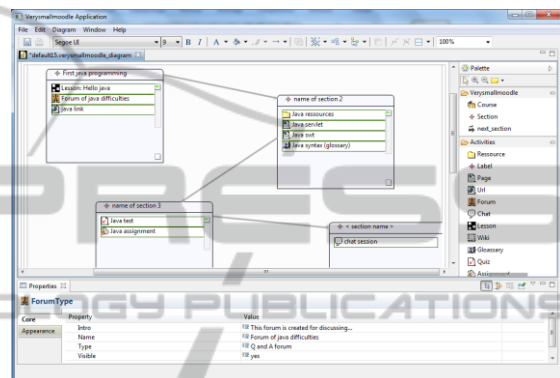 Verysmallmoodle Application
File Edit Diagram Window Help
Segoe UI 9 B I A 100%
*default15.verysmallmoodle_diagram
First java programming
Lesson: Hello java
Forum of java difficulties
java link
name of section 2
Java ressources
Java servlet
Java swt
Java syntax (glossary)
name of section 3
Java test
Java assignment
< section name >
chat session
Palette
Verysmallmoodle
Course
Section
next_section
Activities
Ressource
Label
Page
Url
Forum
Chat
Lesson
Wiki
Gloassary
Quiz
Assignment
Properties
ForumType
Core
Appearance
Property Value
Intro This forum is created for discussing...
Name Forum of java difficulties
Type Q and A forum
Visible yes